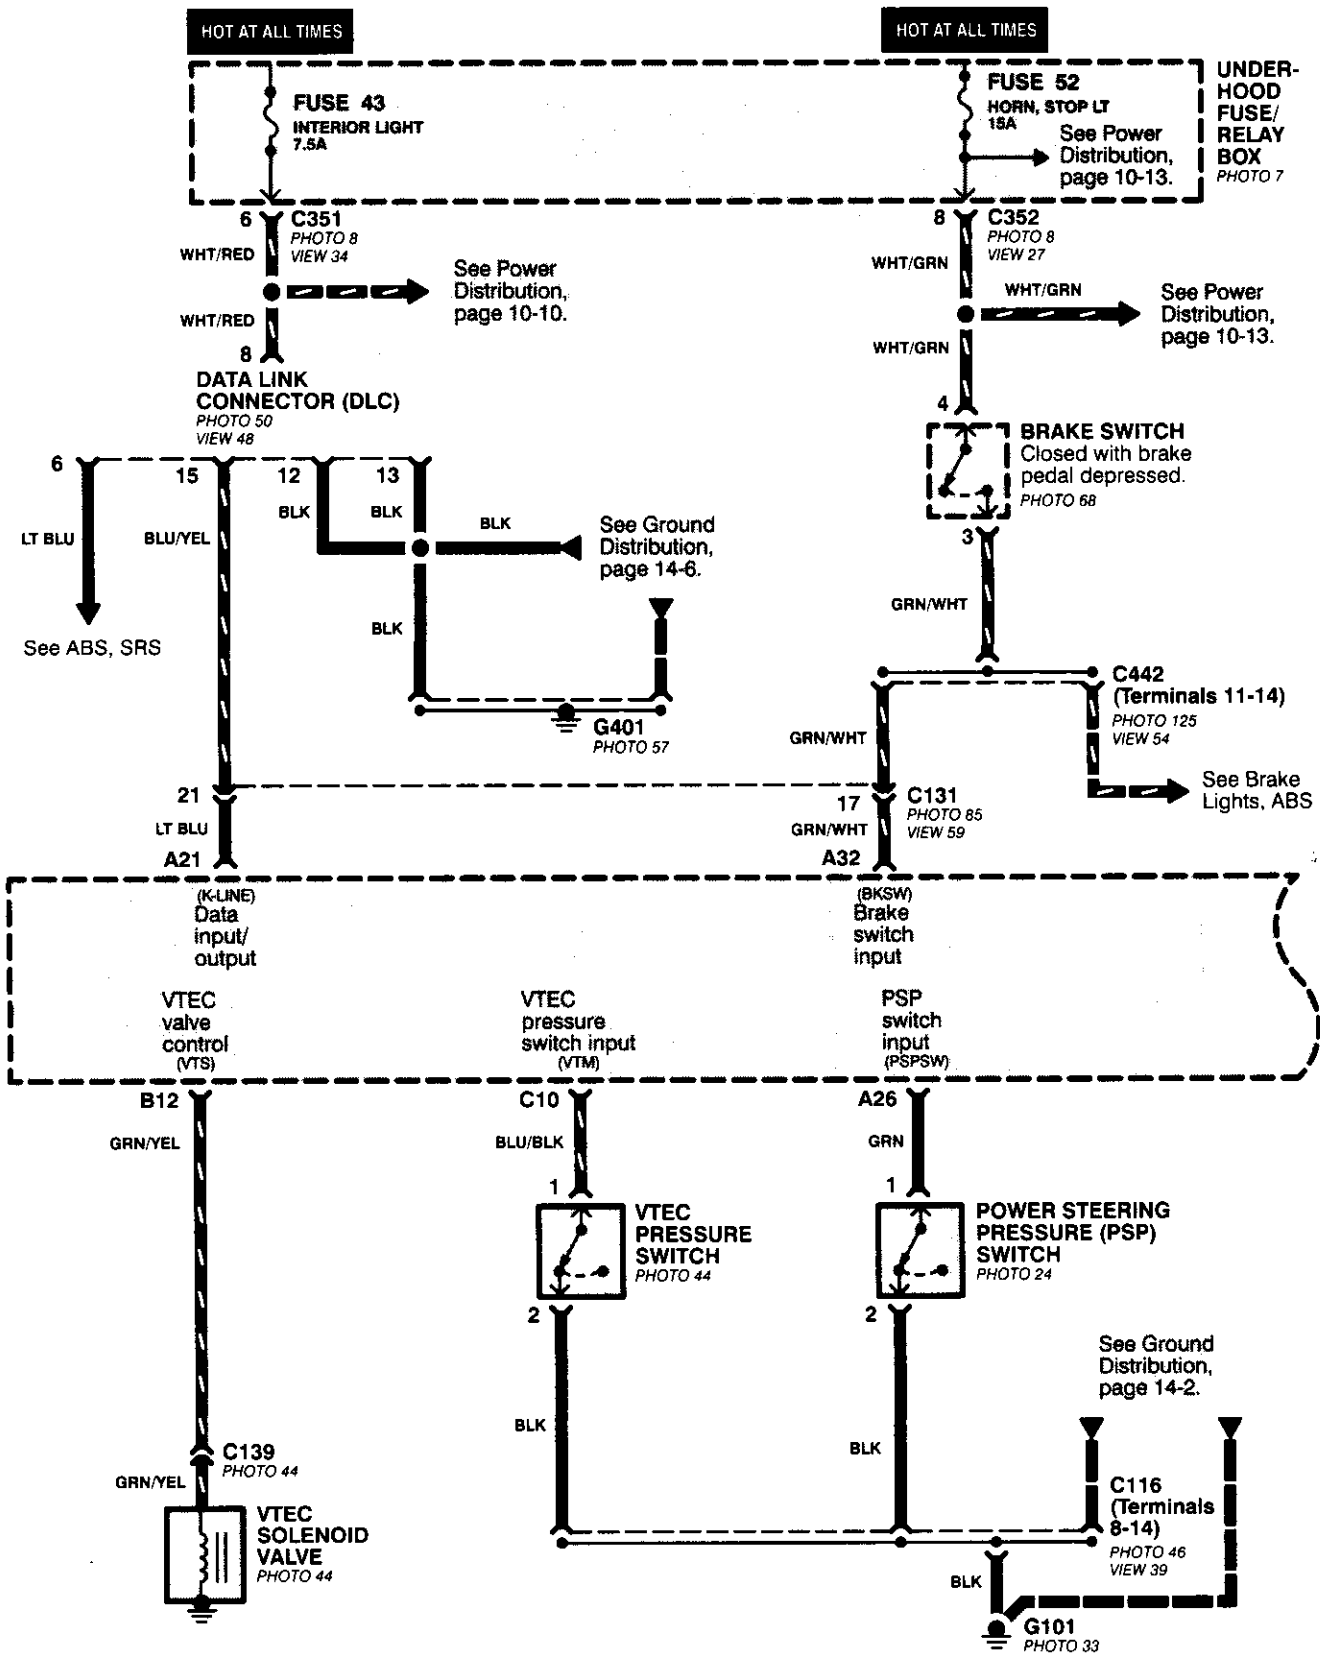 HOT AT ALL TIMES
HOT AT ALL TIMES
FUSE 43
INTERIOR LIGHT
7.5A
FUSE 52
HORN, STOP LT
15A
See Power
Distribution,
page 10-13.
UNDER-
HOOD
FUSE/
RELAY
BOX
PHOTO 7
6
C351
PHOTO 8
VIEW 34
WHT/RED
See Power
Distribution,
page 10-10.
WHT/RED
8
8
C352
PHOTO 8
VIEW 27
WHT/GRN
WHT/GRN
See Power
Distribution,
page 10-13.
WHT/GRN
4
DATA LINK
CONNECTOR (DLC)
PHOTO 50
VIEW 48
BRAKE SWITCH
Closed with brake
pedal depressed.
PHOTO 68
3
6
15
12
13
LT BLU
BLU/YEL
BLK
BLK
BLK
See Ground
Distribution,
page 14-6.
BLK
See ABS, SRS
G401
PHOTO 57
GRN/WHT
C442
(Terminals 11-14)
PHOTO 125
VIEW 54
GRN/WHT
See Brake
Lights, ABS
21
LT BLU
A21
17
C131
PHOTO 85
VIEW 59
GRN/WHT
A32
(K-LINE)
Data
input/
output
(BKSW)
Brake
switch
input
VTEC
valve
control
(VTS)
VTEC
pressure
switch input
(VTM)
PSP
switch
input
(PSPSW)
B12
C10
A26
GRN/YEL
BLU/BLK
GRN
1
1
VTEC
PRESSURE
SWITCH
PHOTO 44
POWER STEERING
PRESSURE (PSP)
SWITCH
PHOTO 24
2
2
See Ground
Distribution,
page 14-2.
BLK
BLK
C139
PHOTO 44
GRN/YEL
VTEC
SOLENOID
VALVE
PHOTO 44
C116
(Terminals
8-14)
PHOTO 46
VIEW 39
BLK
G101
PHOTO 33